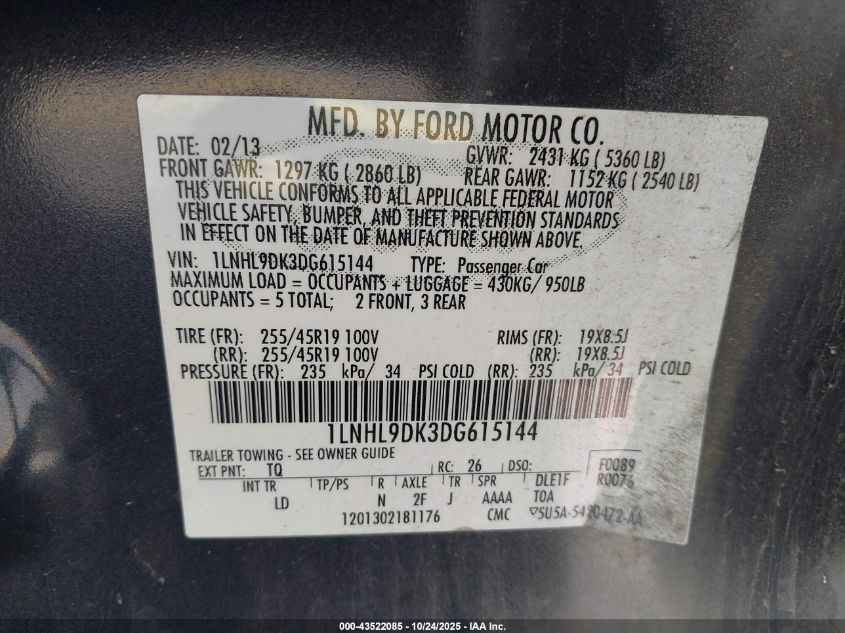 MFD. BY FORD MOTOR CO.
DATE: 02/13 GVWR: 2431 KG ( 5360 LB)
FRONT GAWR: 1297 KG ( 2860 LB) REAR GAWR: 1152 KG ( 2540 LB)
THIS VEHICLE CONFORMS TO ALL APPLICABLE FEDERAL MOTOR
VEHICLE SAFETY, BUMPER, AND THEFT PREVENTION STANDARDS
IN EFFECT ON THE DATE OF MANUFACTURE SHOWN ABOVE.
VIN: 1LNHL9DK3DG615144 TYPE: Passenger Car
MAXIMUM LOAD = OCCUPANTS + LUGGAGE = 430KG/ 950LB
OCCUPANTS = 5 TOTAL; 2 FRONT, 3 REAR
TIRE (FR): 255/45R19 100V RIMS (FR): 19X8.5J
(RR): 255/45R19 100V (RR): 19X8.5J
PRESSURE (FR): 235 kPa/ 34 PSI COLD (RR): 235 kPa/ 34 PSI COLD
1LNHL9DK3DG615144
TRAILER TOWING - SEE OWNER GUIDE
EXT PNT: TQ RC: 26 DSO: F0089
INT TR TP/PS R AXLE TR SPR DLE1F R0076
LD N 2F J AAAA TOA
1201302181176 CMC 5U5A-5420472-AA
000-43522085 - 10/24/2025 - IAA Inc.